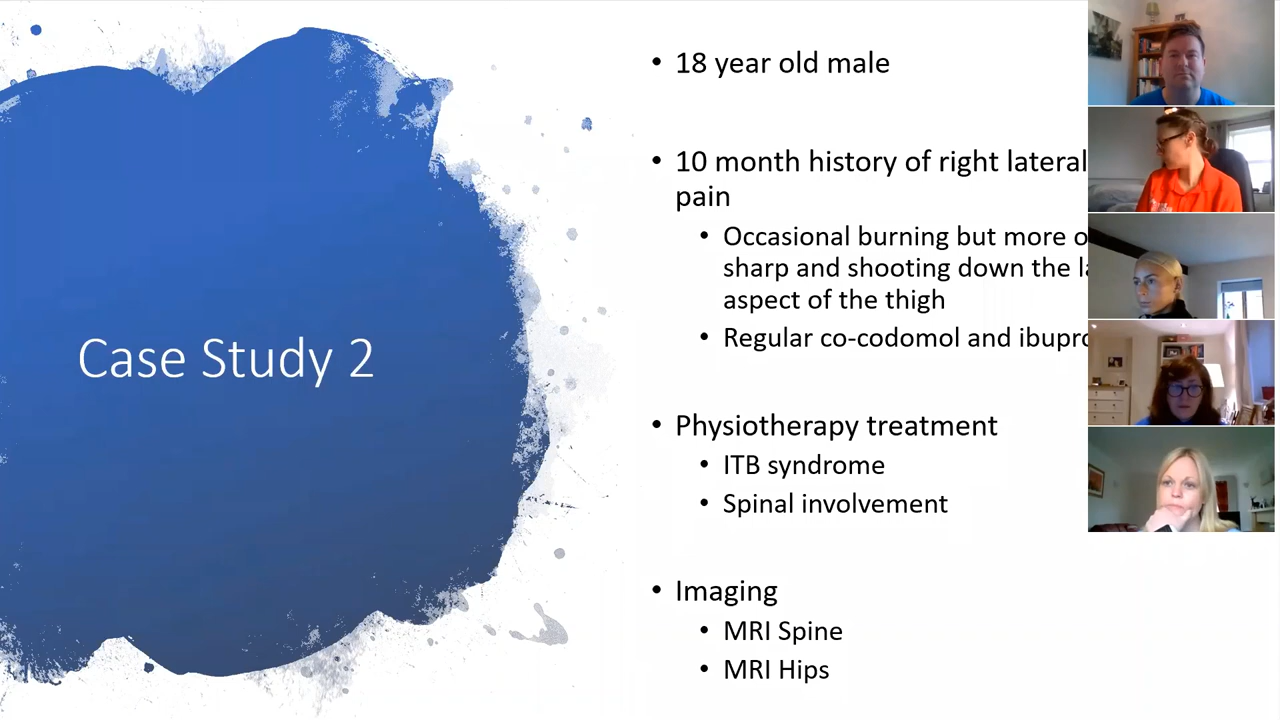 Case Study 2
• 18 year old male
• 10 month history of right lateral
pain
• Occasional burning but more
sharp and shooting down the
aspect of the thigh
• Regular co-codomol and
• Physiotherapy treatment
• ITB syndrome
• Spinal involvement
• Imaging
• MRI Spine
• MRI Hips